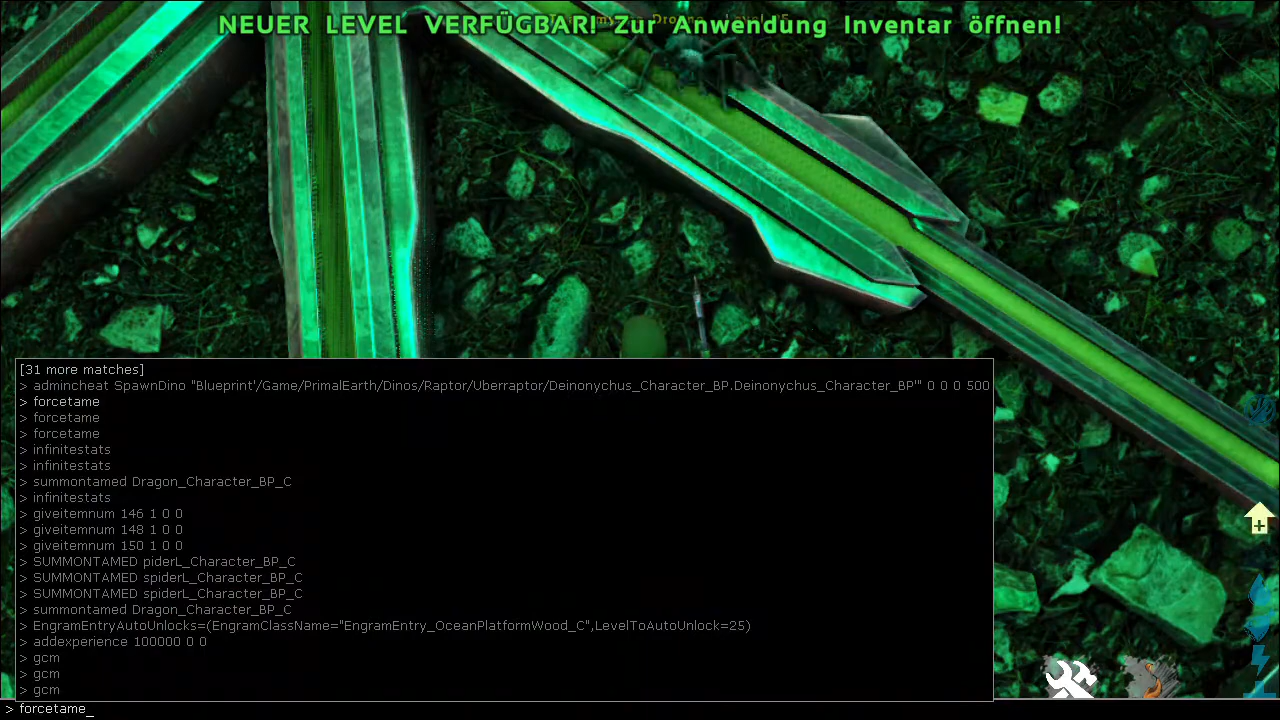 NEUER LEVEL VERFÜGBAR! Zur Anwendung Inventar öffnen!
[31 more matches]
> admincheat SpawnDino "Blueprint'/Game/PrimalEarth/Dinos/Raptor/Uberraptor/Deinonychus_Character_BP.Deinonychus_Character_BP'" 0 0 0 500
> forcetame
> forcetame
> forcetame
> infinitestats
> infinitestats
> summontamed Dragon_Character_BP_C
> infinitestats
> giveitemnum 146 1 0 0
> giveitemnum 148 1 0 0
> giveitemnum 150 1 0 0
> SUMMONTAMED piderL_Character_BP_C
> SUMMONTAMED spiderL_Character_BP_C
> SUMMONTAMED spiderL_Character_BP_C
> summontamed Dragon_Character_BP_C
> EngramEntryAutoUnlocks=(EngramClassName="EngramEntry_OceanPlatformWood_C",LevelToAutoUnlock=25)
> addexperience 100000 0 0
> gcm
> gcm
> gcm
> forcetame_